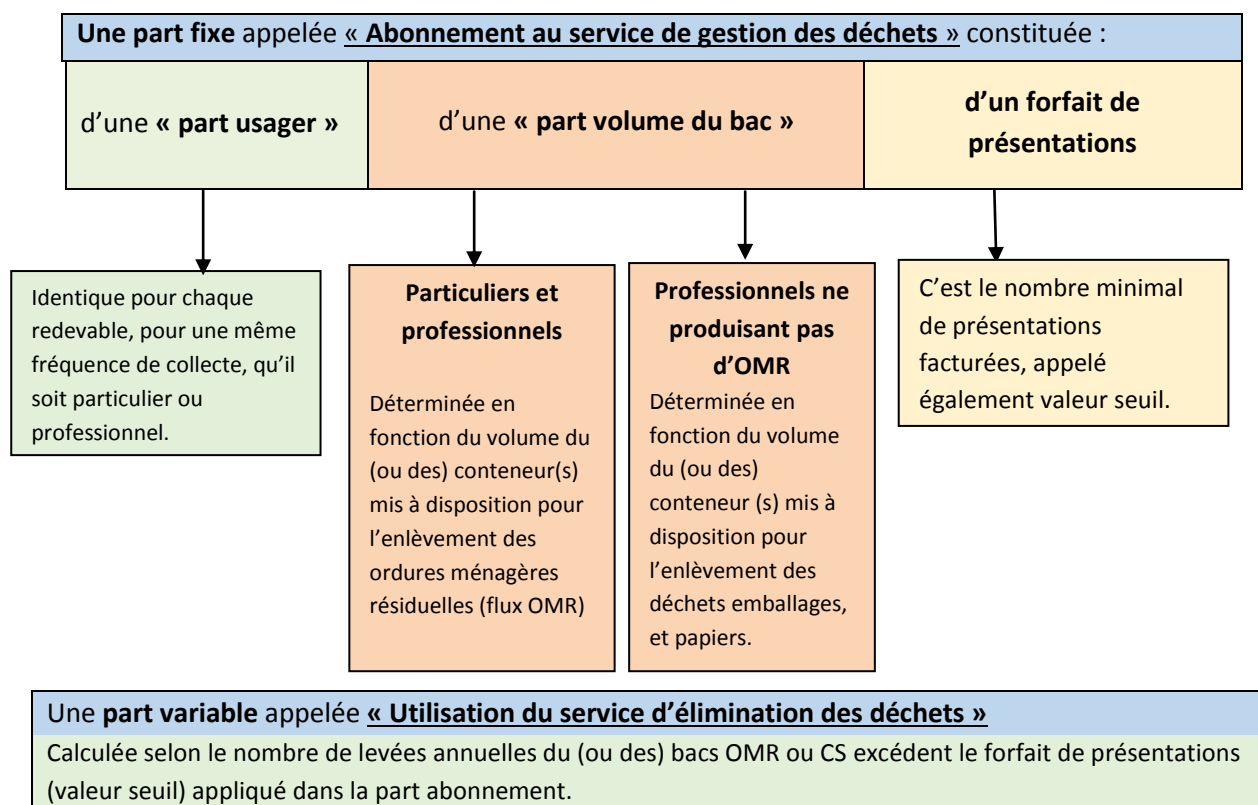 Une part fixe appelée « Abonnement au service de gestion des déchets » constituée :
d’une « part usager »
d’une « part volume du bac »
d’un forfait de
présentations
Identique pour chaque
redevable, pour une même
fréquence de collecte, qu’il
soit particulier ou
professionnel.
Particuliers et
professionnels
Déterminée en
fonction du volume du
(ou des) conteneur(s)
mis à disposition pour
l’enlèvement des
ordures ménagères
résiduelles (flux OMR)
Professionnels ne
produisant pas
d’OMR
Déterminée en
fonction du volume
du (ou des)
conteneur (s) mis à
disposition pour
l’enlèvement des
déchets emballages,
et papiers.
C’est le nombre minimal
de présentations
facturées, appelé
également valeur seuil.
Une part variable appelée « Utilisation du service d’élimination des déchets »
Calculée selon le nombre de levées annuelles du (ou des) bacs OMR ou CS excédent le forfait de présentations
(valeur seuil) appliqué dans la part abonnement.